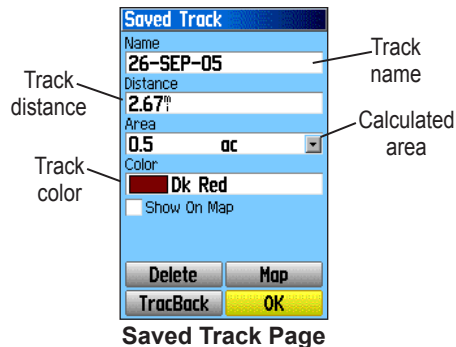 Saved Track
Name
26-SEP-05
Track name
Distance
2.67mi
Track distance
Area
0.5 ac
Calculated area
Color
Dk Red
Track color
Show On Map
Delete Map
TracBack OK
Saved Track Page